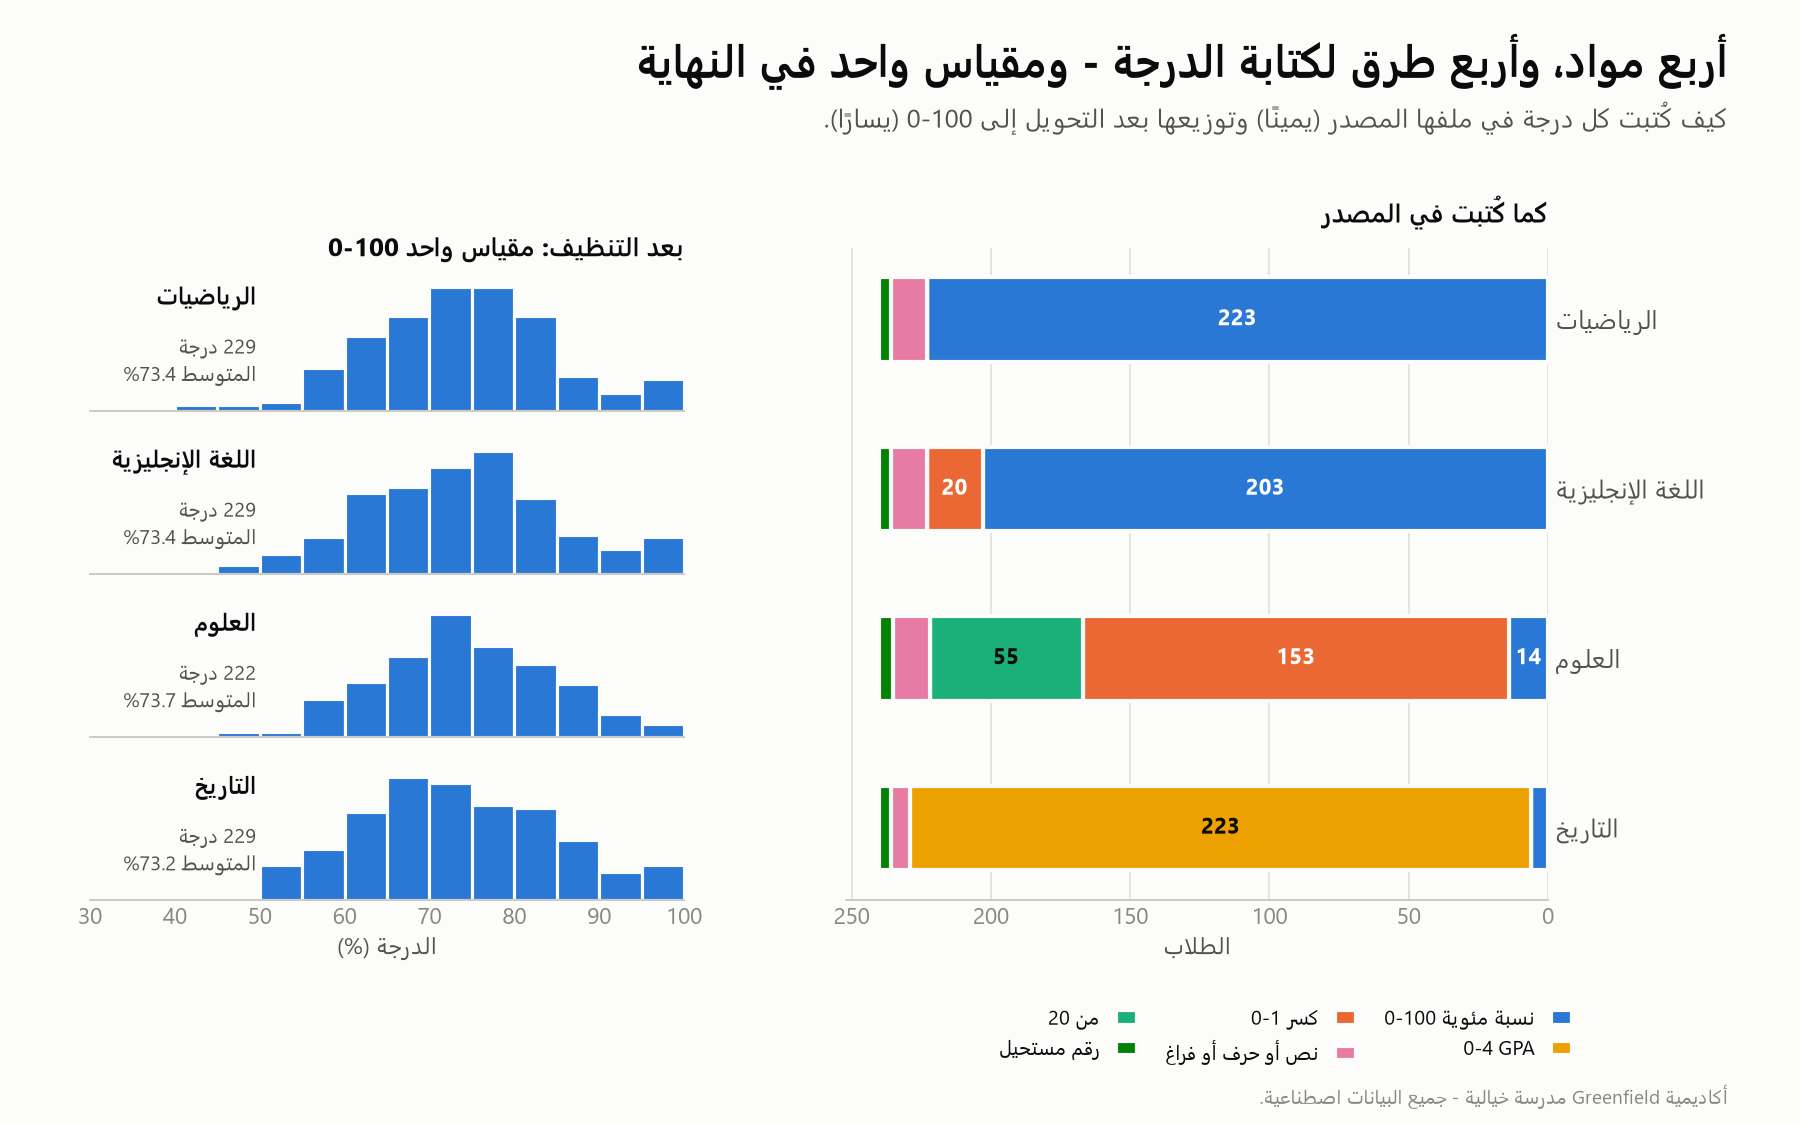 أربع مواد، وأربع طرق لكتابة الدرجة - ومقياس واحد في النهاية
كيف كُتبت كل درجة في ملفها المصدر (يمينًا) وتوزيعها بعد التحويل إلى 100-0 (يسارًا).
كما كُتبت في المصدر
الرياضيات
223
اللغة الإنجليزية
203
20
العلوم
14
153
55
التاريخ
223
0
50
100
150
200
250
الطلاب
نسبة مئوية 100-0
كسر 1-0
من 20
0-4 GPA
نص أو حرف أو فراغ
رقم مستحيل
بعد التنظيف: مقياس واحد 100-0
الرياضيات
229 درجة
المتوسط 73.4%
اللغة الإنجليزية
229 درجة
المتوسط 73.4%
العلوم
222 درجة
المتوسط 73.7%
التاريخ
229 درجة
المتوسط 73.2%
30
40
50
60
70
80
90
100
الدرجة (%)
أكاديمية Greenfield مدرسة خيالية - جميع البيانات اصطناعية.